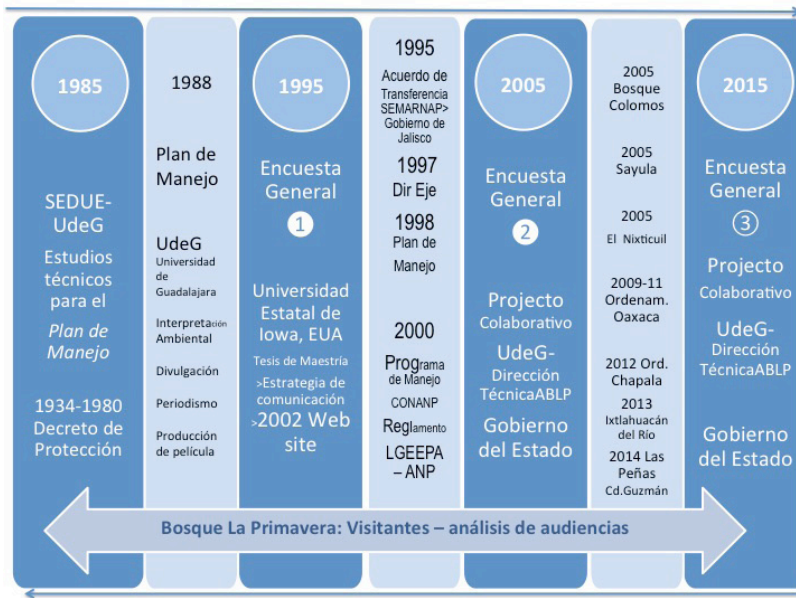 1985
SEDUE-
UdeG
Estudios
técnicos
para el
Plan de
Manejo
1934-1980
Decreto de
Protección
1988
Plan de
Manejo
UdeG
Universidad
de
Guadalajara
Interpretación
Ambiental
Divulgación
Periodismo
Producción
de película
1995
Encuesta
General
1
Universidad
Estatal de
Iowa, EUA
Tesis de Maestría
>Estrategia de
comunicación
>2002 Web
site
1995
Acuerdo de
Transferencia
SEMARNAP>
Gobierno de
Jalisco
1997
Dir Eje
1998
Plan de
Manejo
2000
Programa
de Manejo
CONANP
Reglamento
LGEEPA
– ANP
2005
Encuesta
General
2
Projecto
Colaborativo
UdeG-
Dirección
TécnicaABLP
Gobierno
del Estado
2005
Bosque
Colomos
2005
Sayula
2005
El Nixticuil
2009-11
Ordenam.
Oaxaca
2012 Ord.
Chapala
2013
Ixtlahuacán
del Río
2014 Las
Peñas
Cd.Guzmán
2015
Encuesta
General
3
Projecto
Colaborativo
UdeG-
Dirección
TécnicaABLP
Gobierno
del Estado
Bosque La Primavera: Visitantes – análisis de audiencias